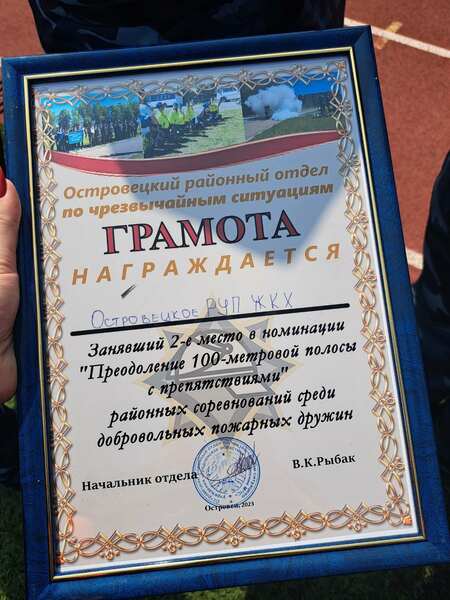 Островецкий районный отдел
по чрезвычайным ситуациям
ГРАМОТА
НАГРАЖДАЕТСЯ
Островецкое РУП ЖКХ
Занявший 2-е место в номинации
"Преодоление 100-метровой полосы
с препятствиями"
районных соревнований среди
добровольных пожарных дружин
Начальник отдела В.К.Рыбак
Островец, 2023